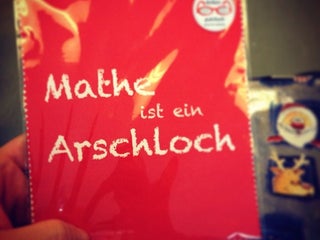 Mathe
ist ein
Arschloch